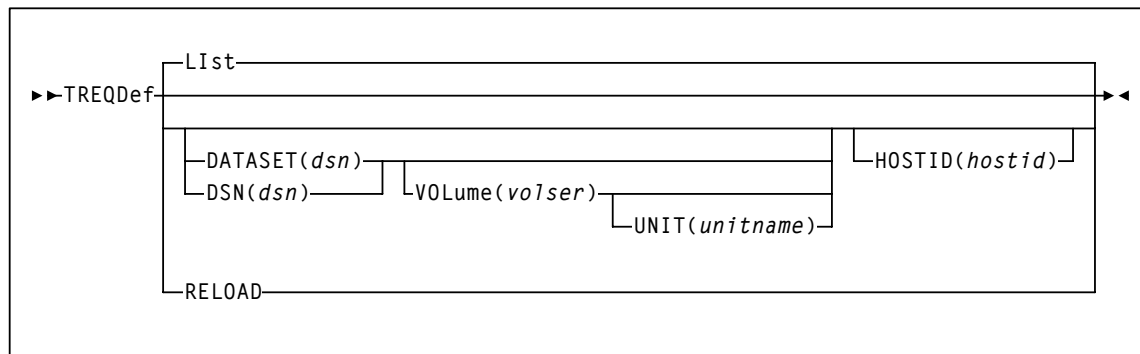 LIst
►►TREQDef ►◄
DATASET(dsn) HOSTID(hostid)
DSN(dsn) VOLume(volser)
UNIT(unitname)
RELOAD